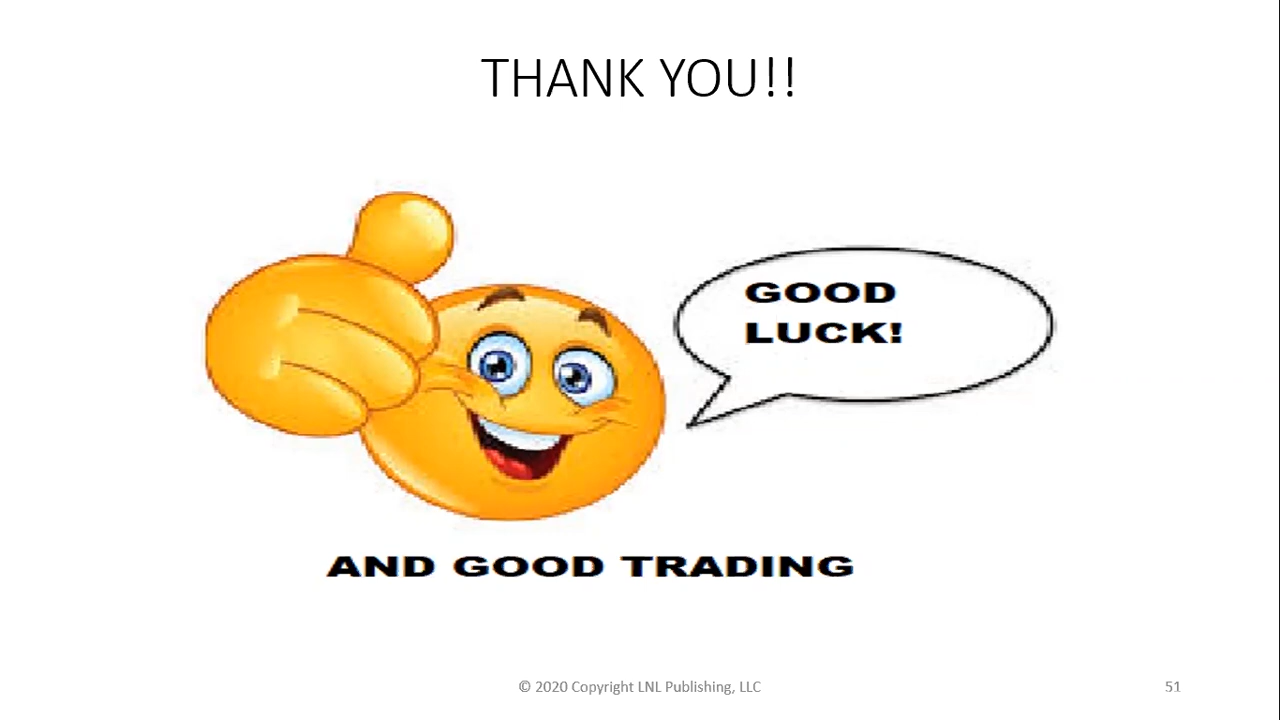 THANK YOU!!
GOOD
LUCK!
AND GOOD TRADING
© 2020 Copyright LNL Publishing, LLC
51